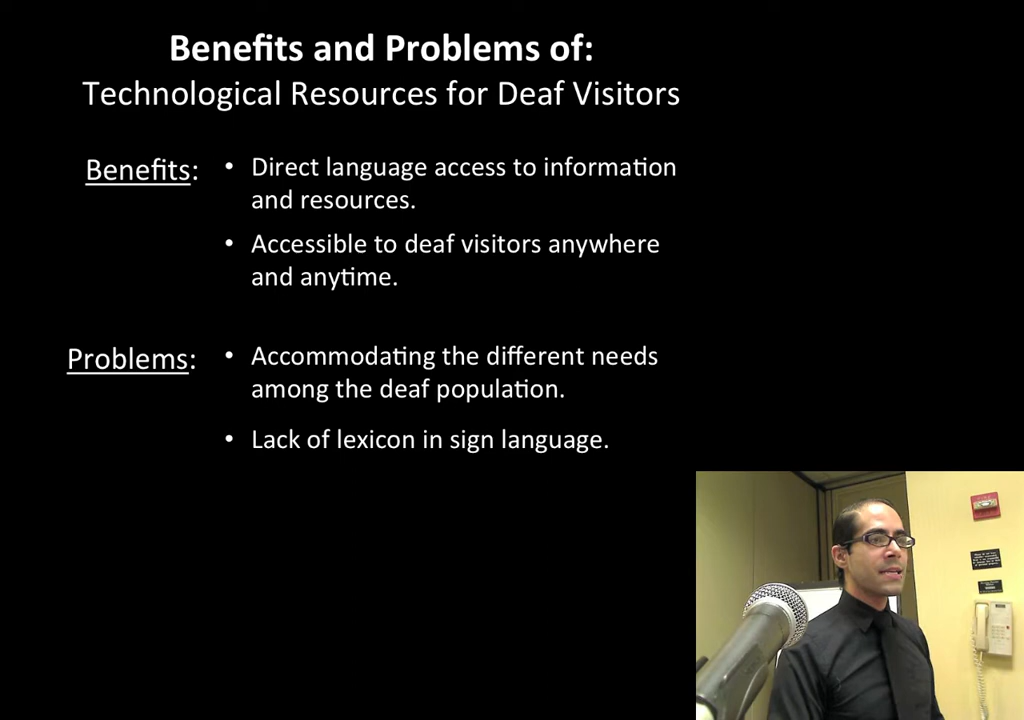 Benefits and Problems of:
Technological Resources for Deaf Visitors
Benefits:
• Direct language access to information
and resources.
• Accessible to deaf visitors anywhere
and anytime.
Problems:
• Accommodating the different needs
among the deaf population.
• Lack of lexicon in sign language.